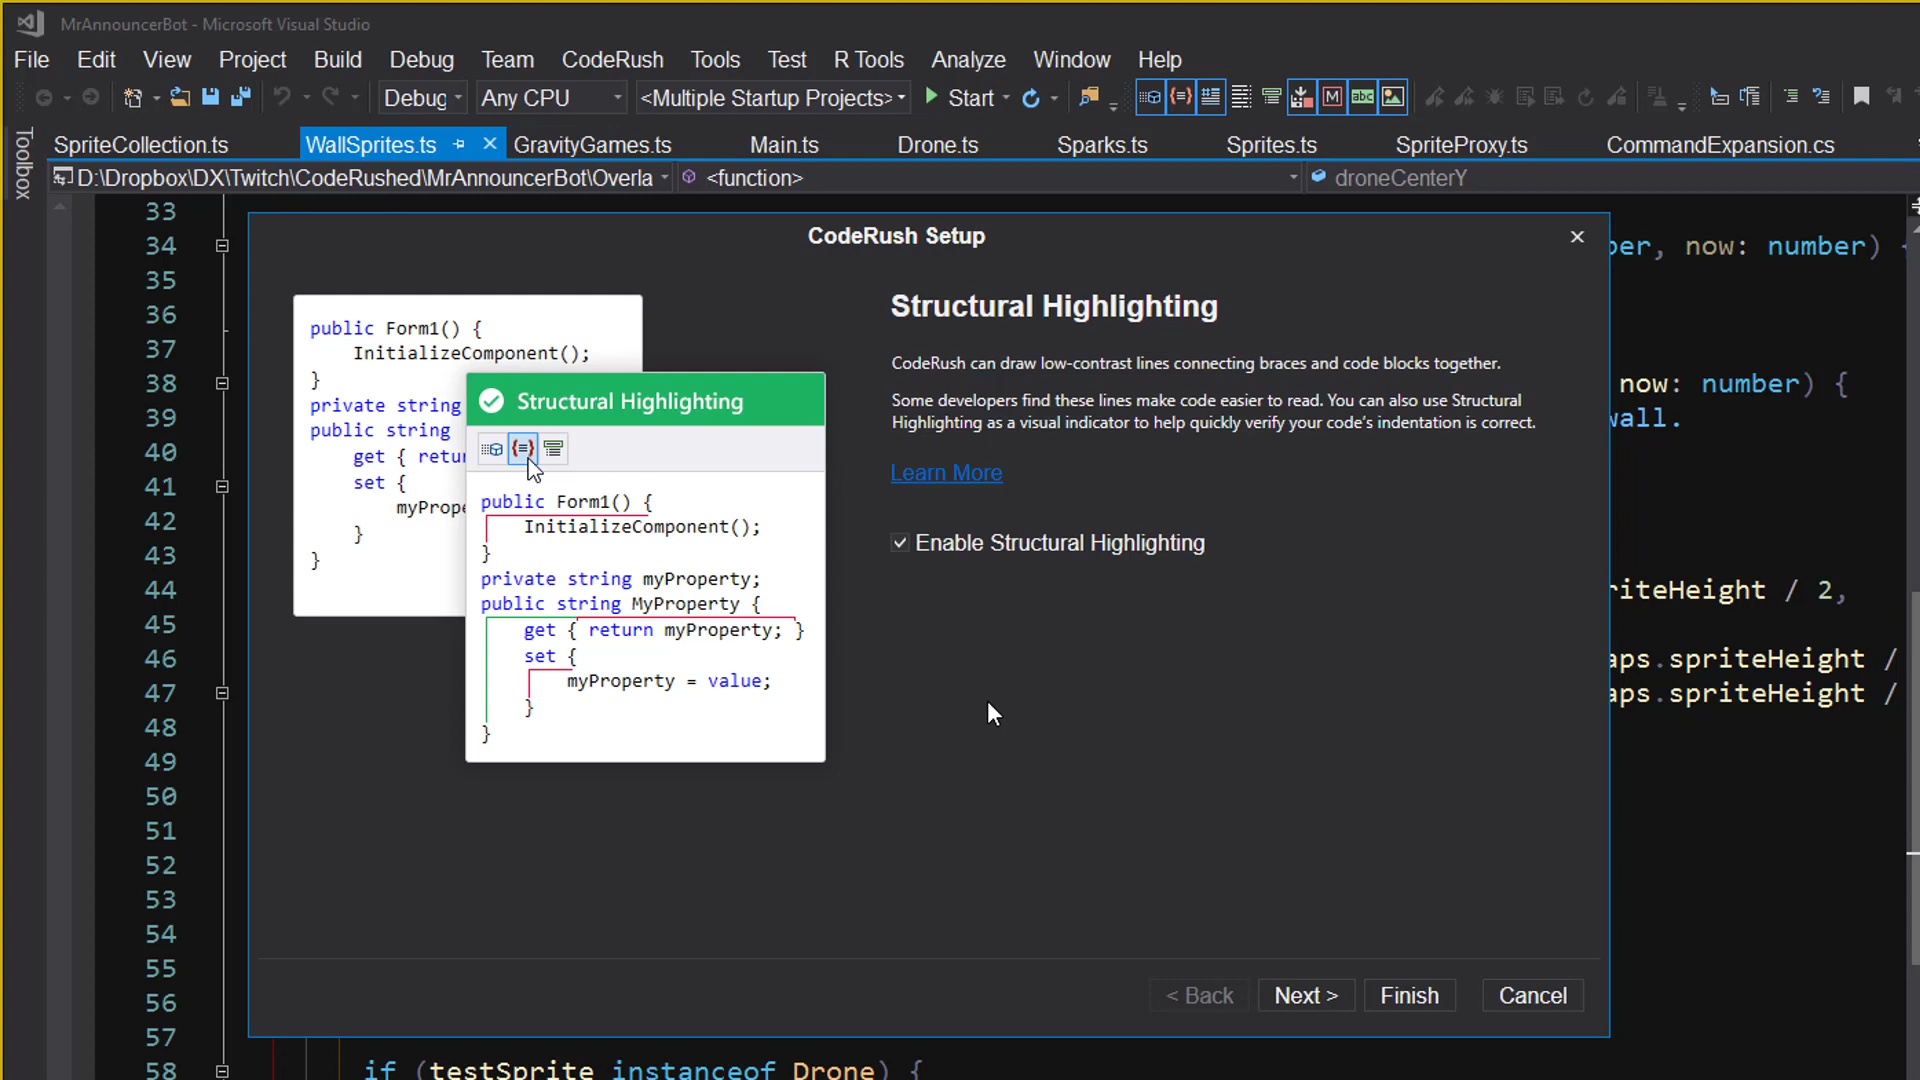 MrAnnouncerBot - Microsoft Visual Studio
File Edit View Project Build Debug Team CodeRush Tools Test R Tools Analyze Window Help
Debug Any CPU <Multiple Startup Projects> Start
M abc
Toolbox
SpriteCollection.ts WallSprites.ts GravityGames.ts Main.ts Drone.ts Sparks.ts Sprites.ts SpriteProxy.ts CommandExpansion.cs
D:\Dropbox\DX\Twitch\CodeRushed\MrAnnouncerBot\Overla <function> droneCenterY
33
34 ber, now: number) {
35
36
37
38 now: number) {
39 wall.
40
41
42
43
44 riteHeight / 2,
45
46 aps.spriteHeight /
47 aps.spriteHeight /
48
49
50
51
52
53
54
55
56
57
58 if (testSprite instanceof Drone) {
CodeRush Setup
public Form1() {
InitializeComponent();
}
private string
public string
get { retur
set {
myPrope
}
}
Structural Highlighting
public Form1() {
InitializeComponent();
}
private string myProperty;
public string MyProperty {
get { return myProperty; }
set {
myProperty = value;
}
}
Structural Highlighting
CodeRush can draw low-contrast lines connecting braces and code blocks together.
Some developers find these lines make code easier to read. You can also use Structural
Highlighting as a visual indicator to help quickly verify your code's indentation is correct.
Learn More
Enable Structural Highlighting
< Back Next > Finish Cancel